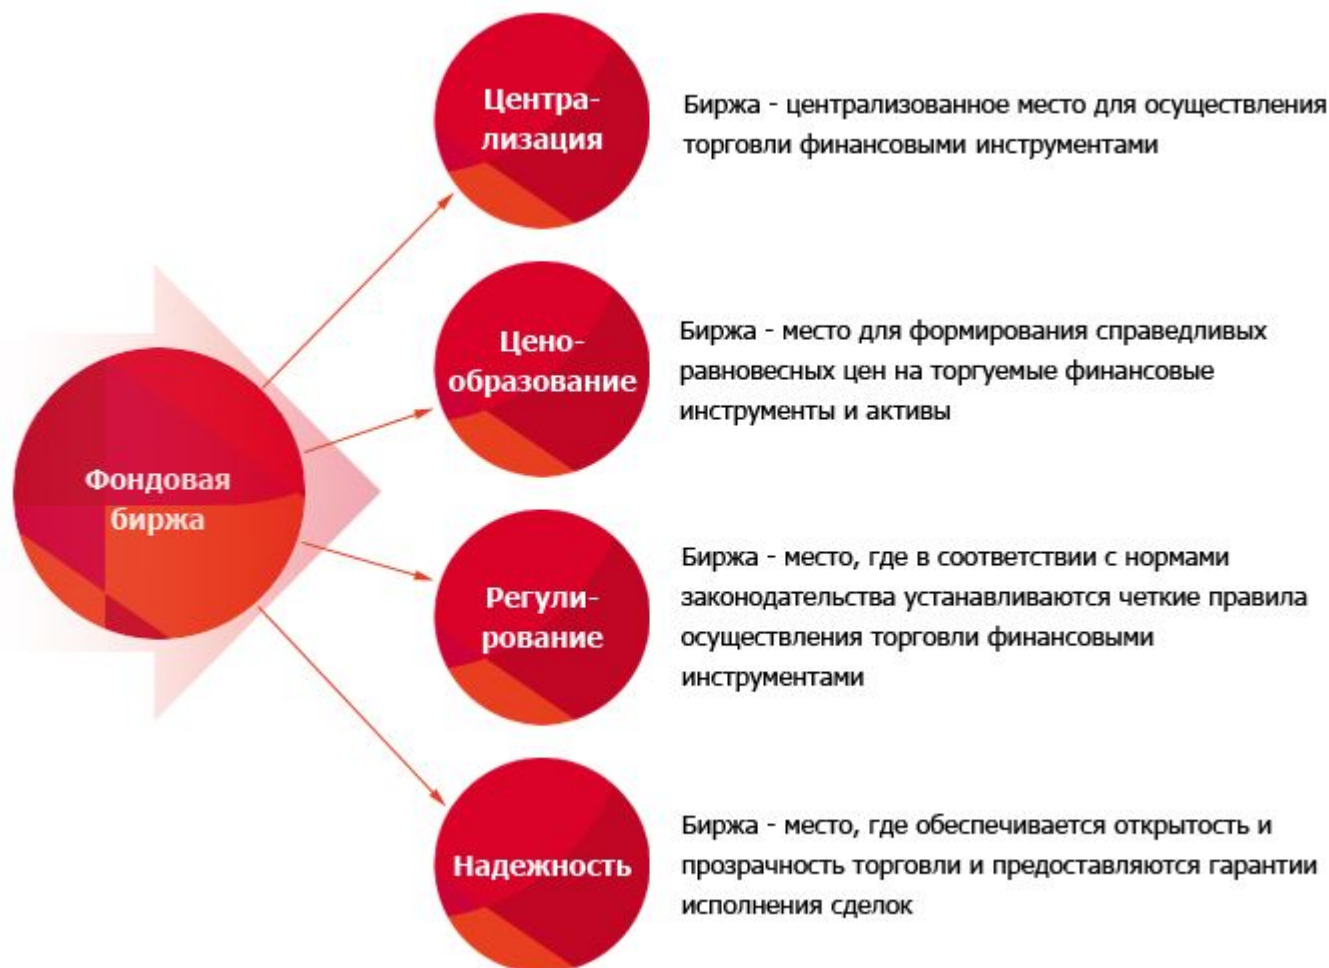 Центра-
лизация
Биржа - централизованное место для осуществления
торговли финансовыми инструментами
Цено-
образование
Биржа - место для формирования справедливых
равновесных цен на торгуемые финансовые
инструменты и активы
Фондовая
биржа
Регули-
рование
Биржа - место, где в соответствии с нормами
законодательства устанавливаются четкие правила
осуществления торговли финансовыми
инструментами
Надежность
Биржа - место, где обеспечивается открытость и
прозрачность торговли и предоставляются гарантии
исполнения сделок